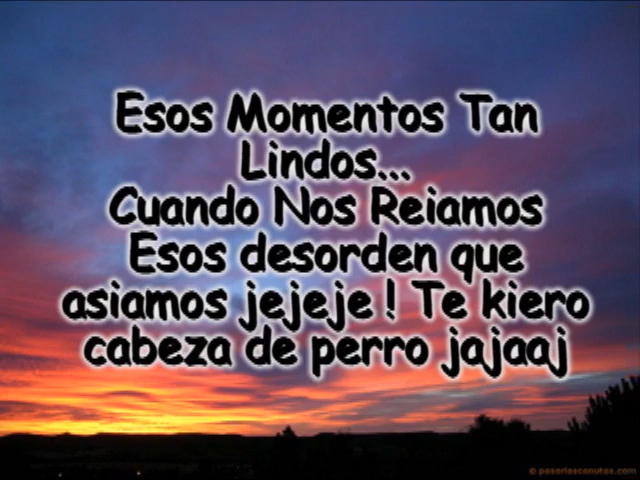 Esos Momentos Tan
Lindos...
Cuando Nos Reiamos
Esos desorden que
asiamos jejeje! Te kiero
cabeza de perro jajaaj